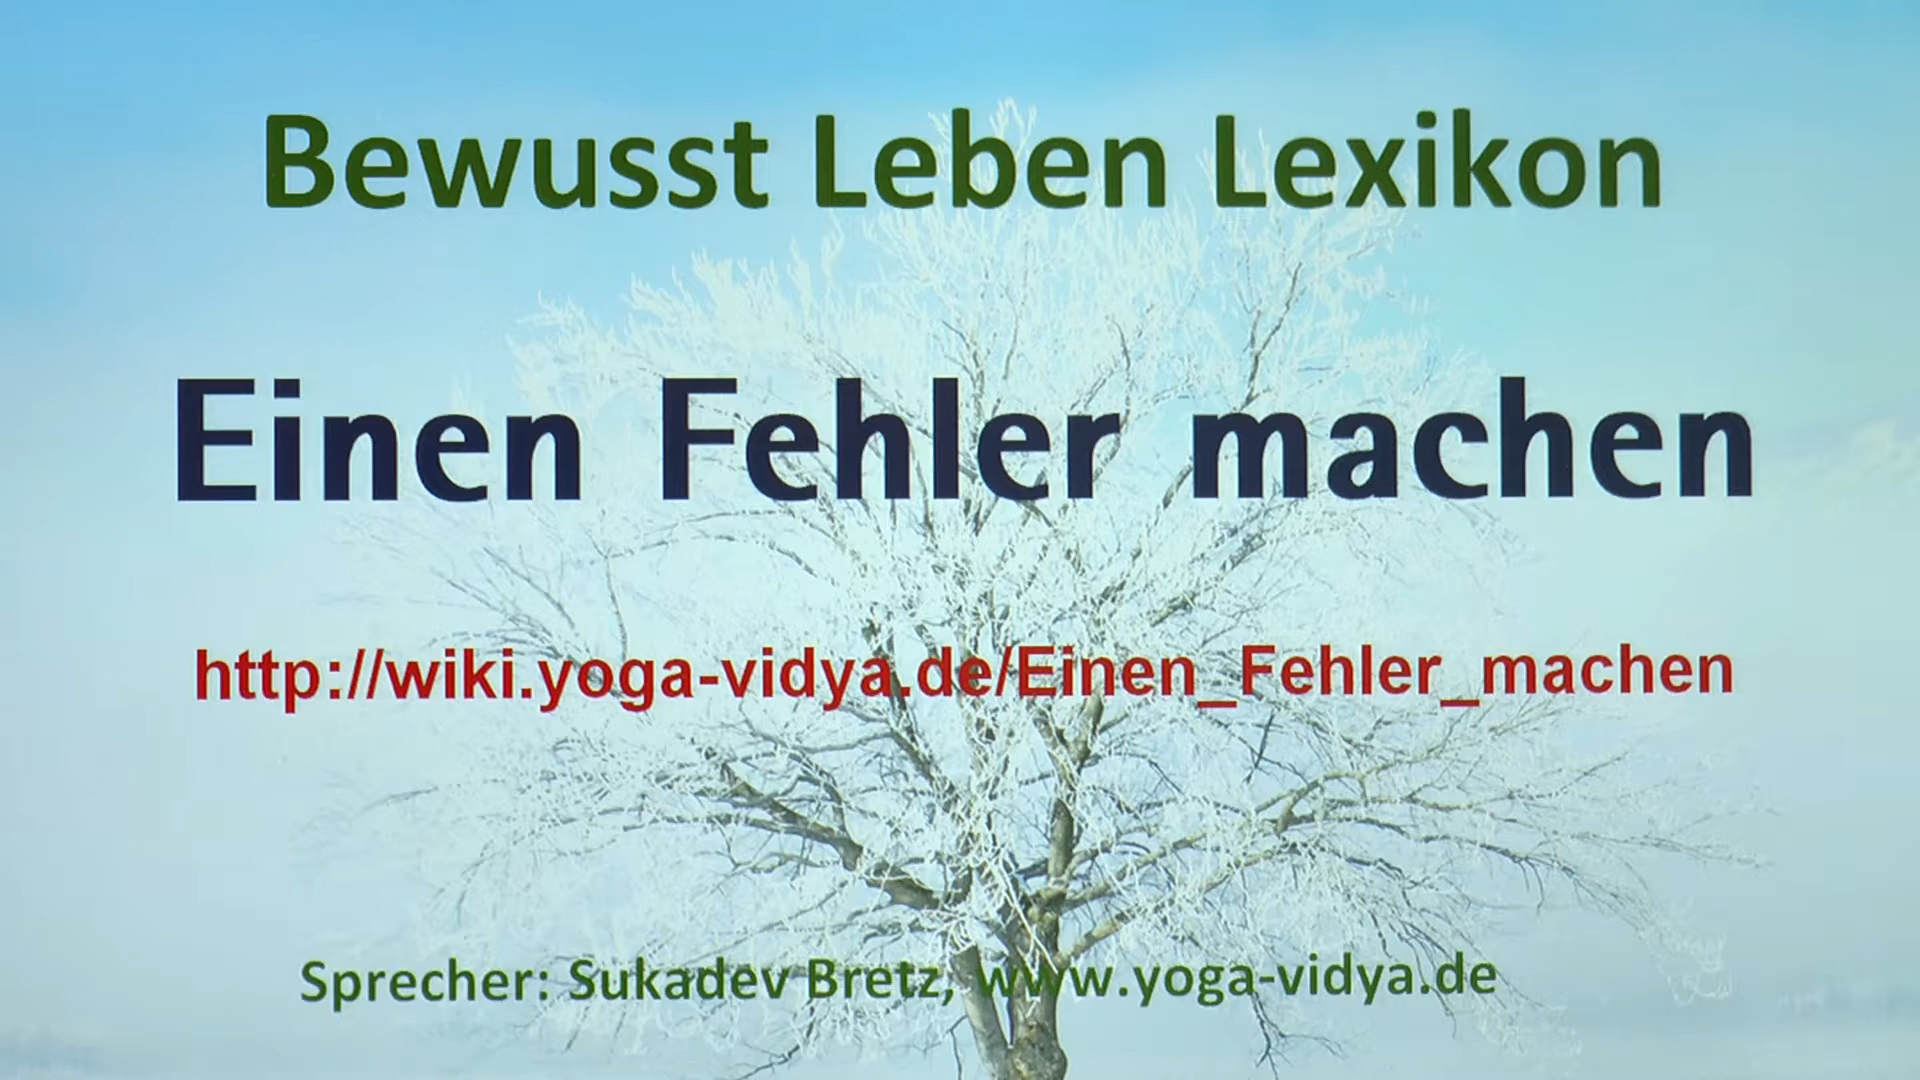 Bewusst Leben Lexikon
Einen Fehler machen
http://wiki.yoga-vidya.de/Einen_Fehler_machen
Sprecher: Sukadev Bretz, www.yoga-vidya.de